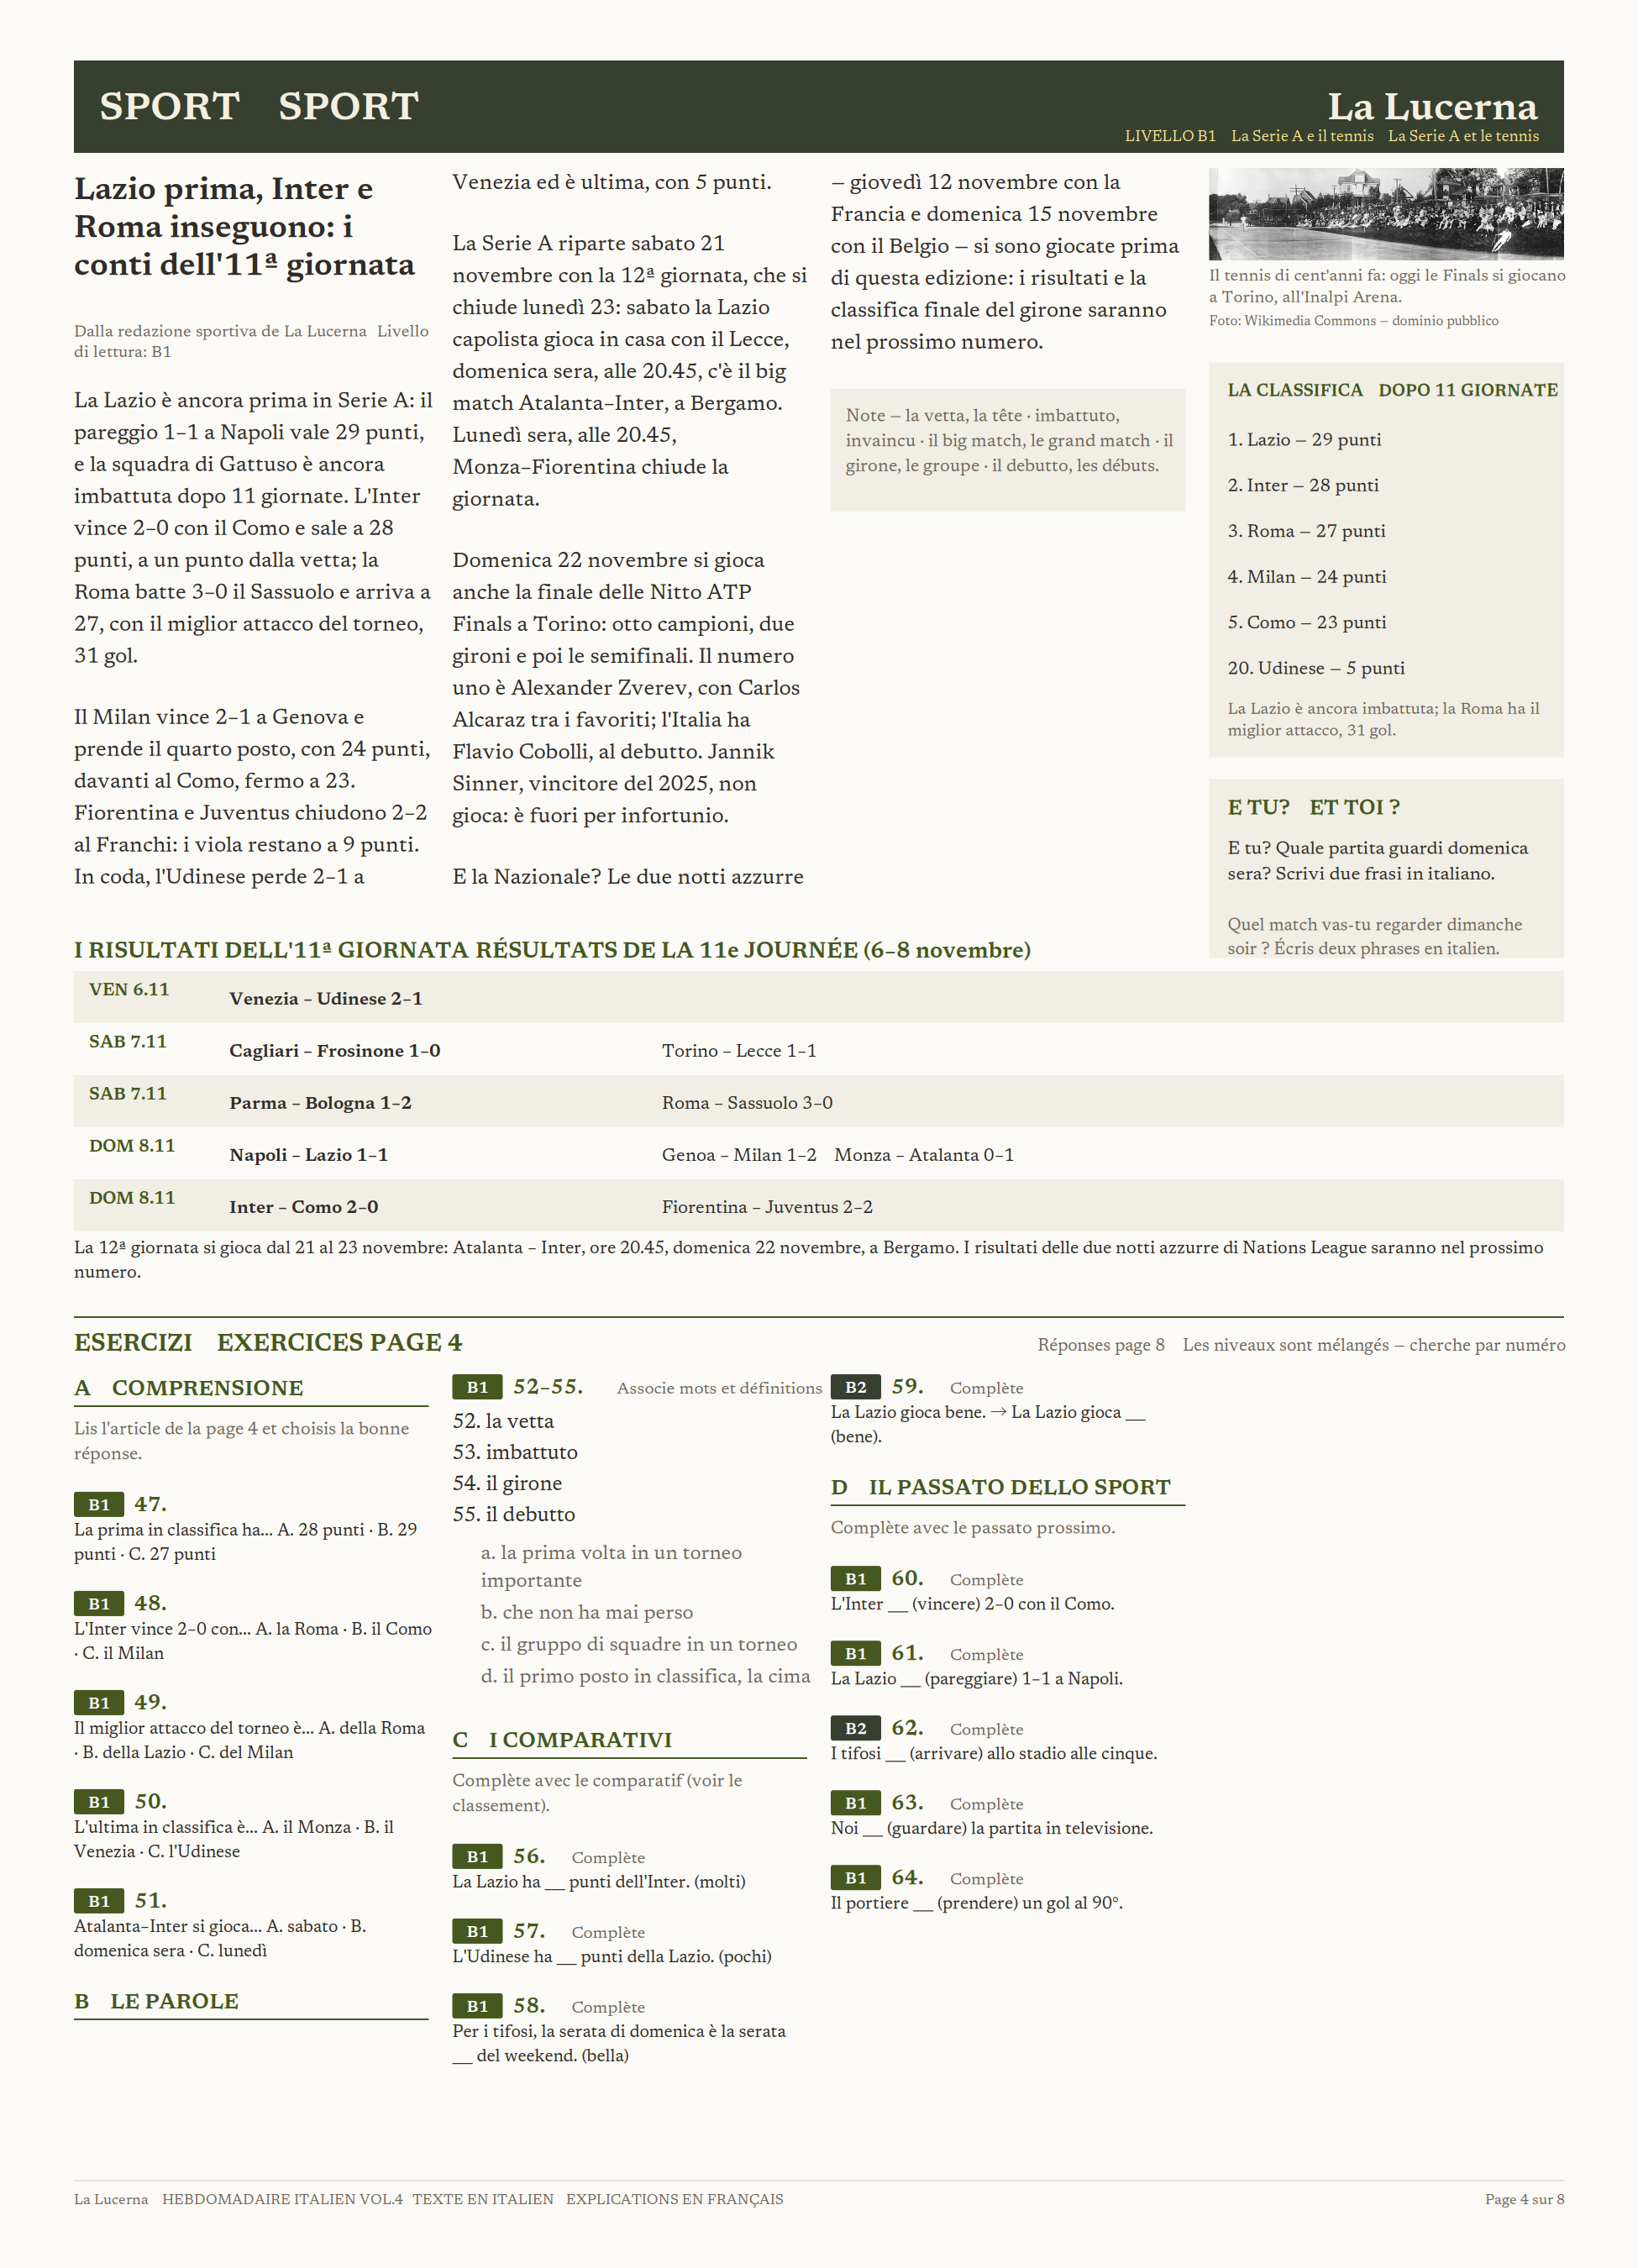 SPORT SPORT
La Lucerna
LIVELLO B1 La Serie A e il tennis La Serie A et le tennis
Lazio prima, Inter e
Roma inseguono: i
conti dell'11ª giornata
Dalla redazione sportiva de La Lucerna Livello
di lettura: B1
La Lazio è ancora prima in Serie A: il
pareggio 1–1 a Napoli vale 29 punti,
e la squadra di Gattuso è ancora
imbattuta dopo 11 giornate. L'Inter
vince 2–0 con il Como e sale a 28
punti, a un punto dalla vetta; la
Roma batte 3–0 il Sassuolo e arriva a
27, con il miglior attacco del torneo,
31 gol.
Il Milan vince 2–1 a Genova e
prende il quarto posto, con 24 punti,
davanti al Como, fermo a 23.
Fiorentina e Juventus chiudono 2–2
al Franchi: i viola restano a 9 punti.
In coda, l'Udinese perde 2–1 a
Venezia ed è ultima, con 5 punti.
La Serie A riparte sabato 21
novembre con la 12ª giornata, che si
chiude lunedì 23: sabato la Lazio
capolista gioca in casa con il Lecce,
domenica sera, alle 20.45, c'è il big
match Atalanta–Inter, a Bergamo.
Lunedì sera, alle 20.45,
Monza–Fiorentina chiude la
giornata.
Domenica 22 novembre si gioca
anche la finale delle Nitto ATP
Finals a Torino: otto campioni, due
gironi e poi le semifinali. Il numero
uno è Alexander Zverev, con Carlos
Alcaraz tra i favoriti; l'Italia ha
Flavio Cobolli, al debutto. Jannik
Sinner, vincitore del 2025, non
gioca: è fuori per infortunio.
E la Nazionale? Le due notti azzurre
— giovedì 12 novembre con la
Francia e domenica 15 novembre
con il Belgio — si sono giocate prima
di questa edizione: i risultati e la
classifica finale del girone saranno
nel prossimo numero.
Note — la vetta, la tête · imbattuto,
invaincu · il big match, le grand match · il
girone, le groupe · il debutto, les débuts.
Il tennis di cent'anni fa: oggi le Finals si giocano
a Torino, all'Inalpi Arena.
Foto: Wikimedia Commons — dominio pubblico
LA CLASSIFICA DOPO 11 GIORNATE
1. Lazio — 29 punti
2. Inter — 28 punti
3. Roma — 27 punti
4. Milan — 24 punti
5. Como — 23 punti
20. Udinese — 5 punti
La Lazio è ancora imbattuta; la Roma ha il
miglior attacco, 31 gol.
E TU? ET TOI ?
E tu? Quale partita guardi domenica
sera? Scrivi due frasi in italiano.
Quel match vas-tu regarder dimanche
soir ? Écris deux phrases en italien.
I RISULTATI DELL'11ª GIORNATA RÉSULTATS DE LA 11e JOURNÉE (6–8 novembre)
VEN 6.11 Venezia – Udinese 2–1
SAB 7.11 Cagliari – Frosinone 1–0 Torino – Lecce 1–1
SAB 7.11 Parma – Bologna 1–2 Roma – Sassuolo 3–0
DOM 8.11 Napoli – Lazio 1–1 Genoa – Milan 1–2 Monza – Atalanta 0–1
DOM 8.11 Inter – Como 2–0 Fiorentina – Juventus 2–2
La 12ª giornata si gioca dal 21 al 23 novembre: Atalanta – Inter, ore 20.45, domenica 22 novembre, a Bergamo. I risultati delle due notti azzurre di Nations League saranno nel prossimo
numero.
ESERCIZI EXERCICES PAGE 4
Réponses page 8 Les niveaux sont mélangés — cherche par numéro
A COMPRENSIONE
Lis l'article de la page 4 et choisis la bonne
réponse.
B1 47.
La prima in classifica ha... A. 28 punti · B. 29
punti · C. 27 punti
B1 48.
L'Inter vince 2–0 con... A. la Roma · B. il Como
· C. il Milan
B1 49.
Il miglior attacco del torneo è... A. della Roma
· B. della Lazio · C. del Milan
B1 50.
L'ultima in classifica è... A. il Monza · B. il
Venezia · C. l'Udinese
B1 51.
Atalanta–Inter si gioca... A. sabato · B.
domenica sera · C. lunedì
B LE PAROLE
B1 52–55. Associe mots et définitions
52. la vetta
53. imbattuto
54. il girone
55. il debutto
a. la prima volta in un torneo
importante
b. che non ha mai perso
c. il gruppo di squadre in un torneo
d. il primo posto in classifica, la cima
C I COMPARATIVI
Complète avec le comparatif (voir le
classement).
B1 56. Complète
La Lazio ha __ punti dell'Inter. (molti)
B1 57. Complète
L'Udinese ha __ punti della Lazio. (pochi)
B1 58. Complète
Per i tifosi, la serata di domenica è la serata
__ del weekend. (bella)
B2 59. Complète
La Lazio gioca bene. → La Lazio gioca __
(bene).
D IL PASSATO DELLO SPORT
Complète avec le passato prossimo.
B1 60. Complète
L'Inter __ (vincere) 2–0 con il Como.
B1 61. Complète
La Lazio __ (pareggiare) 1–1 a Napoli.
B2 62. Complète
I tifosi __ (arrivare) allo stadio alle cinque.
B1 63. Complète
Noi __ (guardare) la partita in televisione.
B1 64. Complète
Il portiere __ (prendere) un gol al 90°.
La Lucerna HEBDOMADAIRE ITALIEN VOL.4 TEXTE EN ITALIEN EXPLICATIONS EN FRANÇAIS
Page 4 sur 8